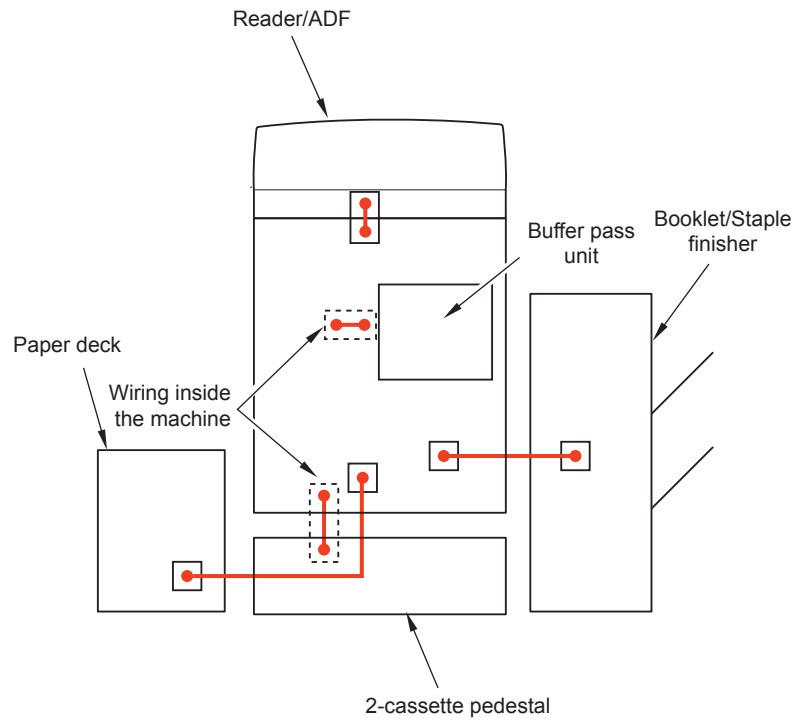 Reader/ADF
Buffer pass
unit
Booklet/Staple
finisher
Paper deck
Wiring inside
the machine
2-cassette pedestal